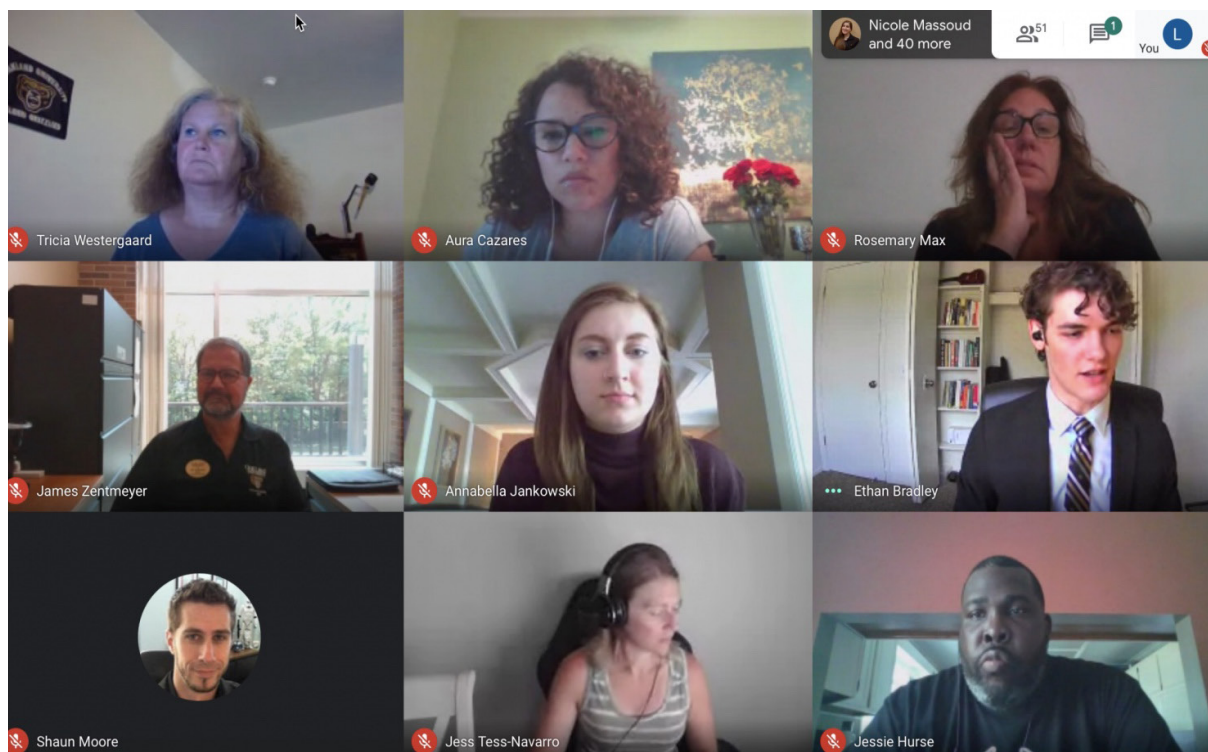 Nicole Massoud
and 40 more
51
1
You
L
Tricia Westergaard
Aura Cazares
Rosemary Max
James Zentmeyer
Annabella Jankowski
Ethan Bradley
Shaun Moore
Jess Tess-Navarro
Jessie Hurse